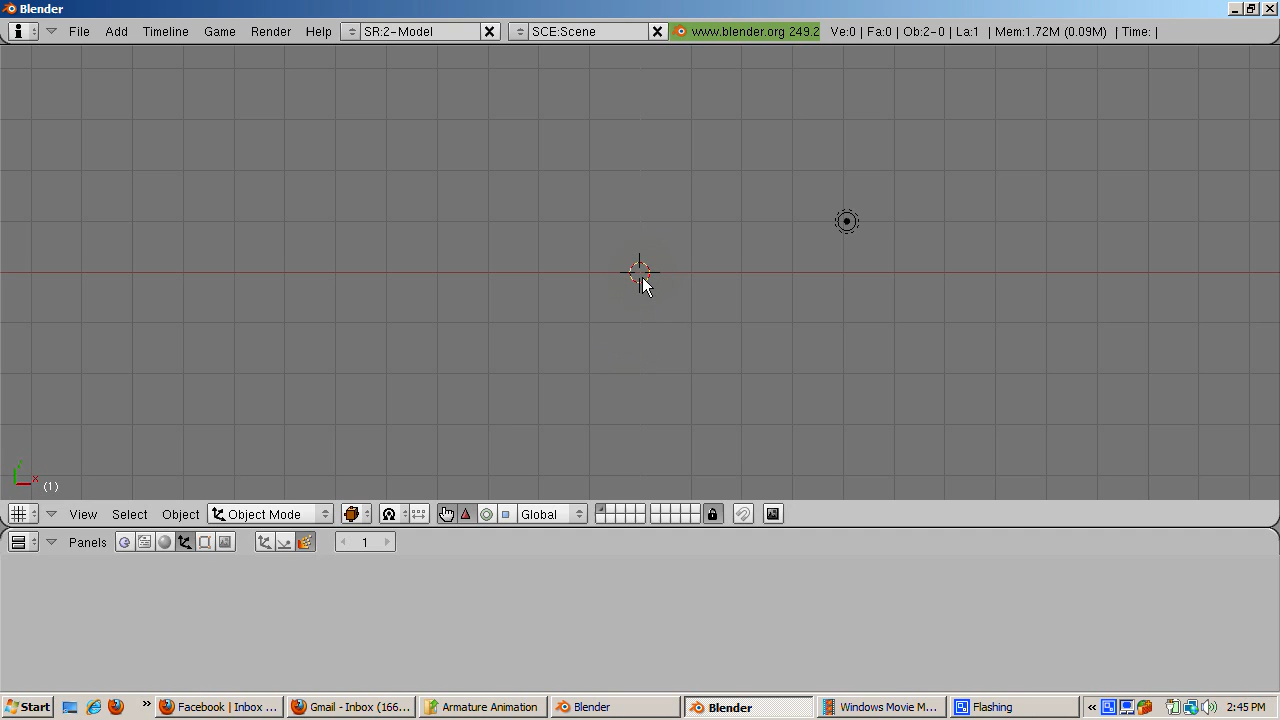 Blender
File Add Timeline Game Render Help SR:2-Model SCE:Scene www.blender.org 249.2 Ve:0 | Fa:0 | Ob:2-0 | La:1 | Mem:1.72M (0.09M) | Time: |
y
x
(1)
View Select Object Object Mode Global
Panels 1
Start » Facebook | Inbox ... Gmail - Inbox (166... Armature Animation Blender Blender Windows Movie M... Flashing « 2:45 PM